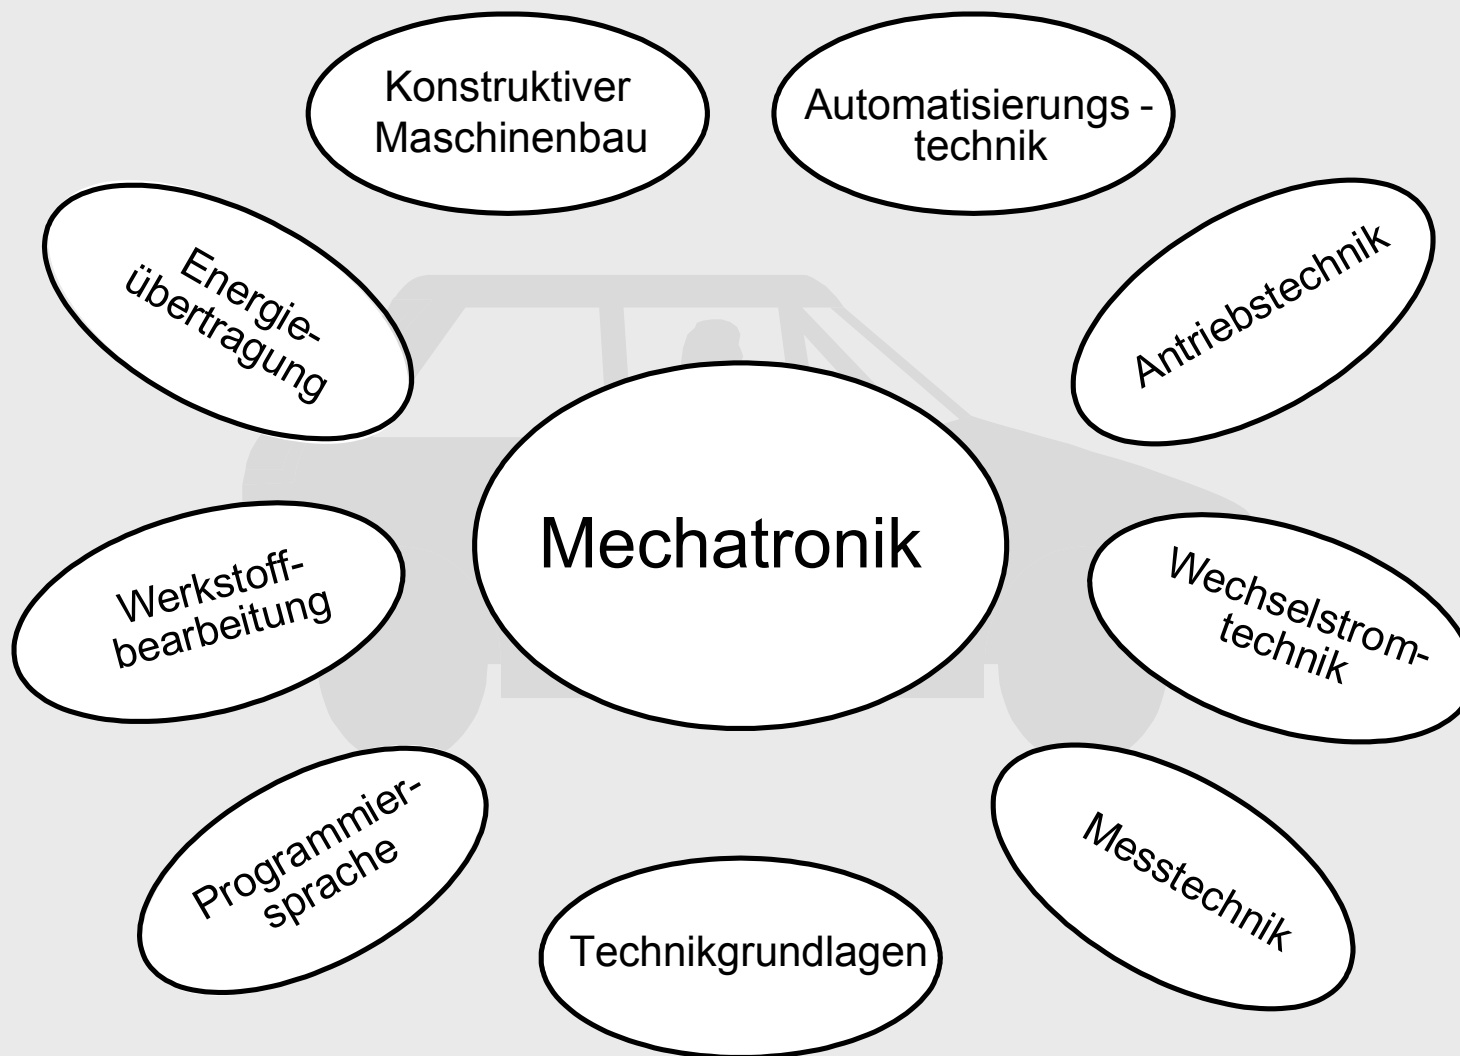 Konstruktiver
Maschinenbau
Automatisierungs -
technik
Energie-
übertragung
Antriebstechnik
Mechatronik
Werkstoff-
bearbeitung
Wechselstrom-
technik
Programmier-
sprache
Messtechnik
Technikgrundlagen